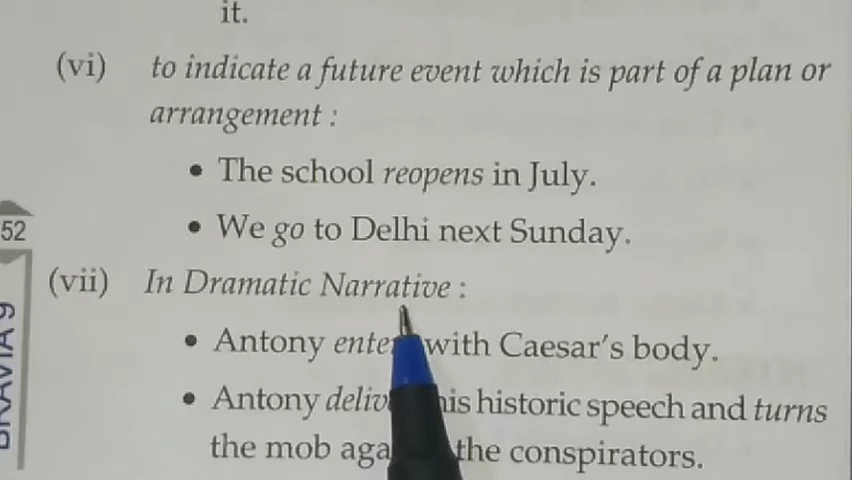 it.
(vi) to indicate a future event which is part of a plan or
arrangement :
• The school reopens in July.
• We go to Delhi next Sunday.
52
(vii) In Dramatic Narrative :
• Antony with Caesar's body.
• Antony his historic speech and turns
the mob the conspirators.
BRAVIA 9